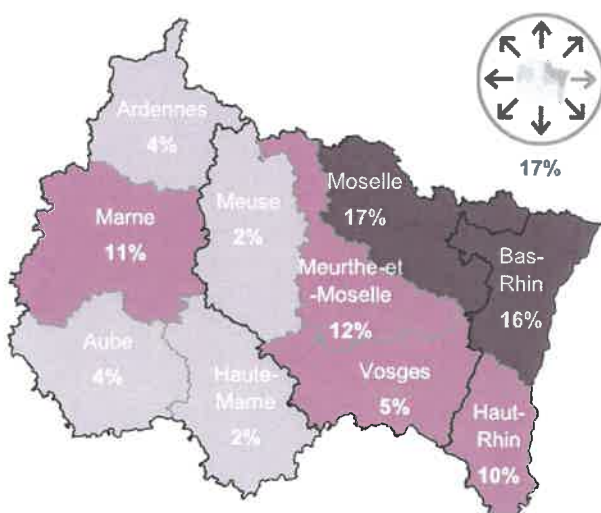 17%
Ardennes
4%
Marne
11%
Meuse
2%
Moselle
17%
Meurthe-et
-Moselle
12%
Bas-
Rhin
16%
Aube
4%
Haute-
Marne
2%
Vosges
5%
Haut-
Rhin
10%